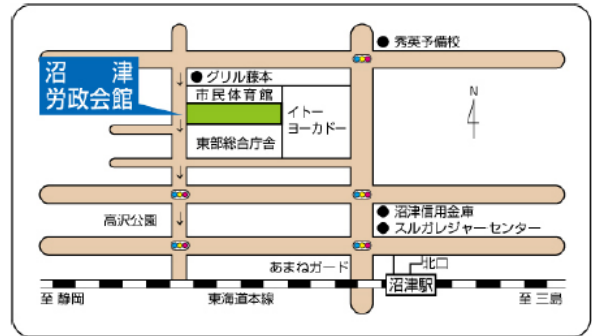 秀英予備校
沼津
労政会館
グリル藤本
市民体育館
イトー
ヨーカドー
東部総合庁舎
N
高沢公園
沼津信用金庫
スルガレジャーセンター
あまねガード
北口
沼津駅
至 静岡
東海道本線
至 三島